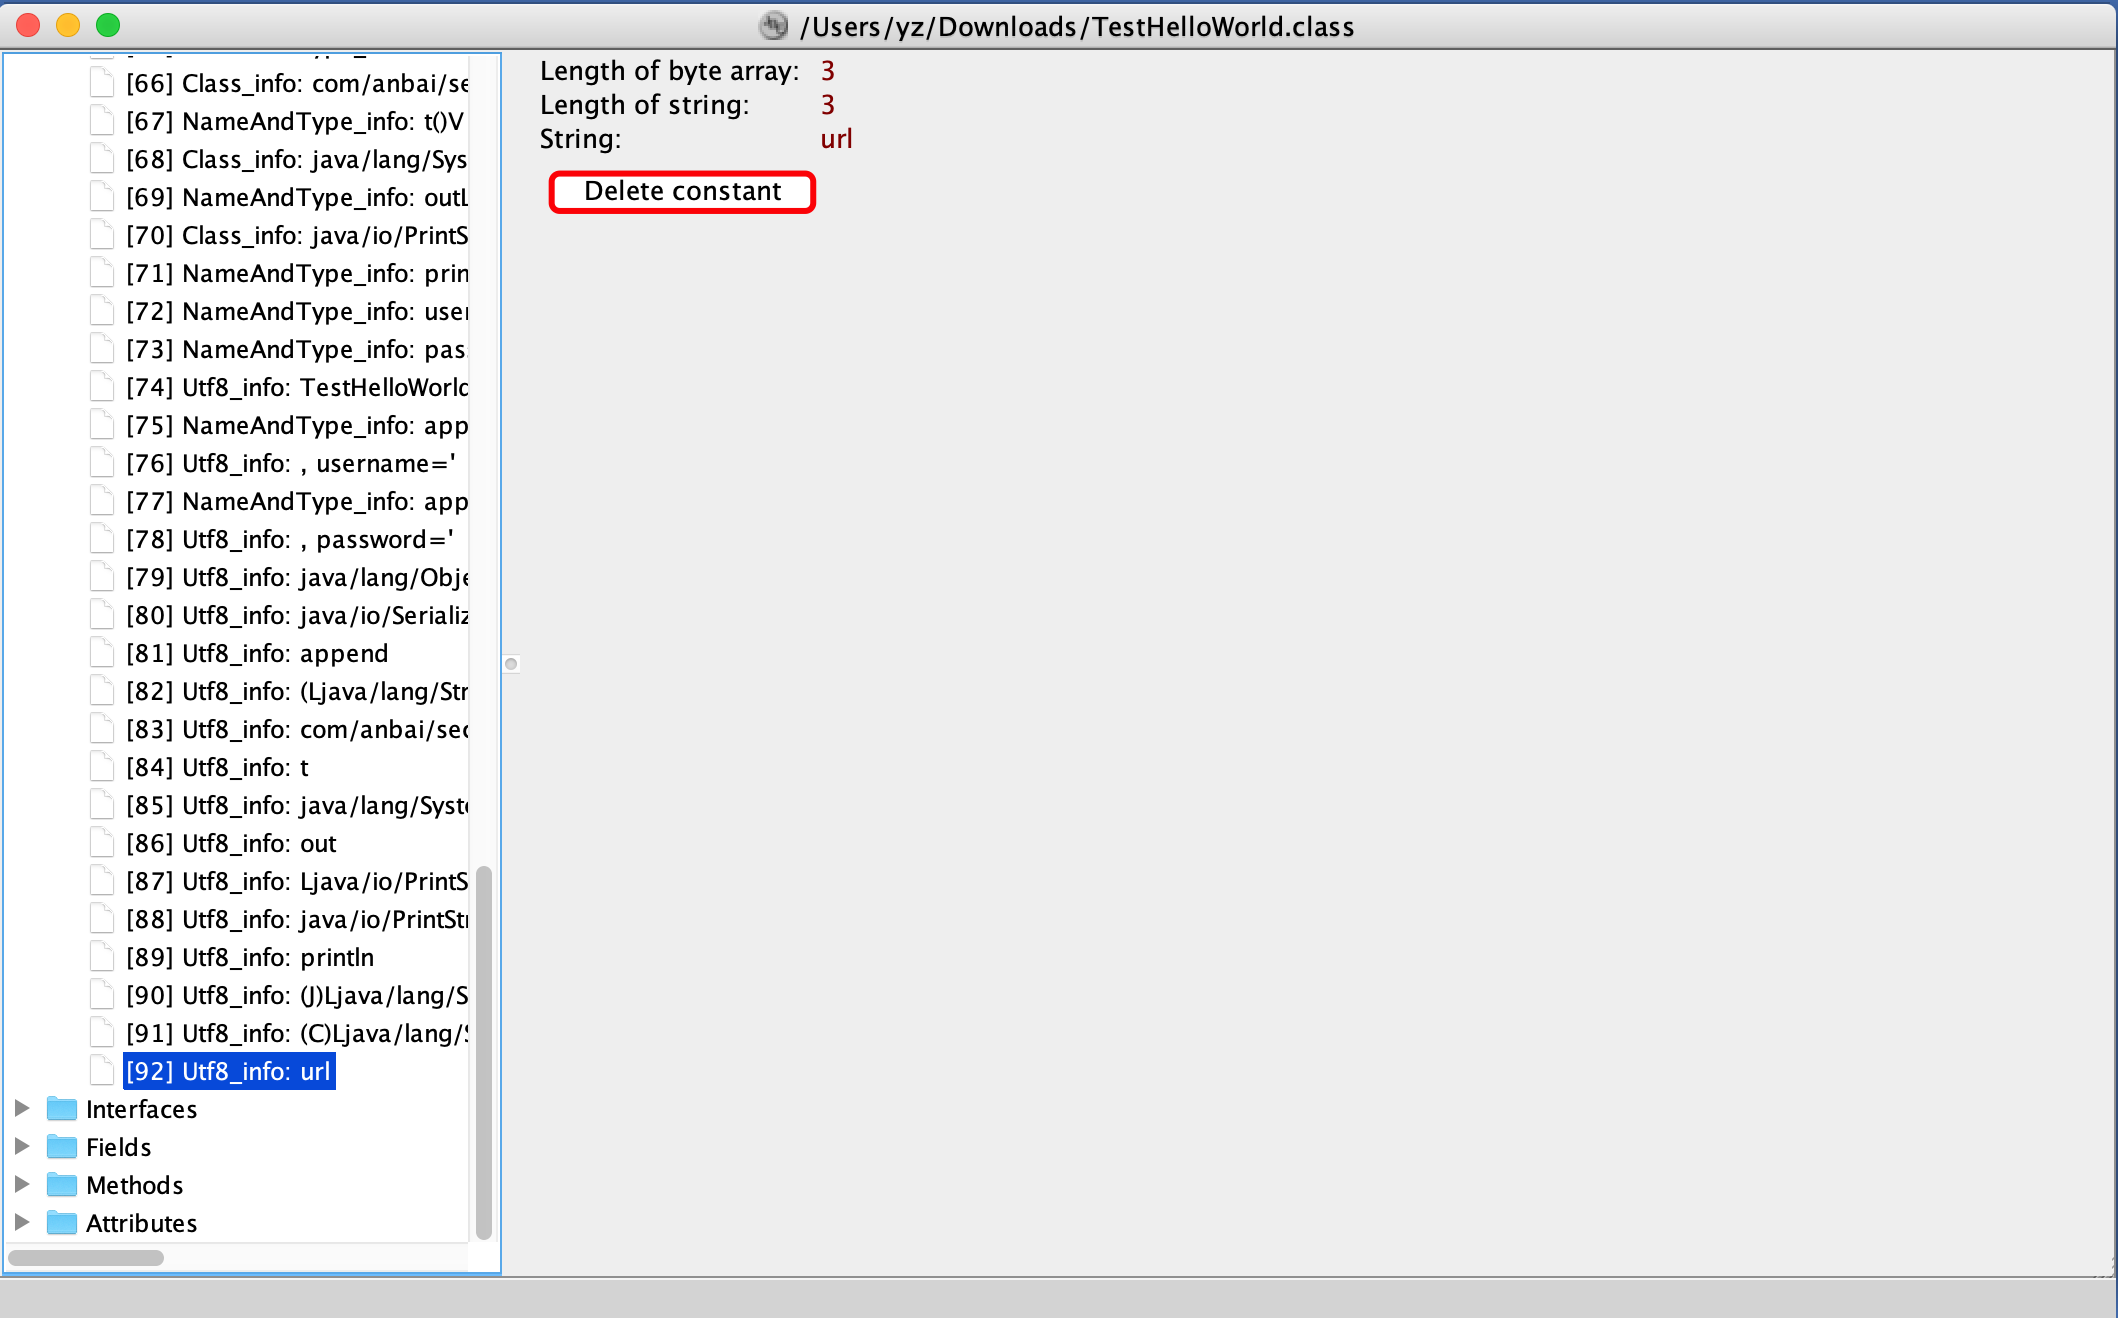 /Users/yz/Downloads/TestHelloWorld.class
[66] Class_info: com/anbai/se
[67] NameAndType_info: t()V
[68] Class_info: java/lang/Sys
[69] NameAndType_info: outL
[70] Class_info: java/io/PrintS
[71] NameAndType_info: prin
[72] NameAndType_info: user
[73] NameAndType_info: pas
[74] Utf8_info: TestHelloWorld
[75] NameAndType_info: app
[76] Utf8_info: , username='
[77] NameAndType_info: app
[78] Utf8_info: , password='
[79] Utf8_info: java/lang/Obje
[80] Utf8_info: java/io/Serializ
[81] Utf8_info: append
[82] Utf8_info: (Ljava/lang/Str
[83] Utf8_info: com/anbai/sec
[84] Utf8_info: t
[85] Utf8_info: java/lang/Syste
[86] Utf8_info: out
[87] Utf8_info: Ljava/io/PrintS
[88] Utf8_info: java/io/PrintStr
[89] Utf8_info: println
[90] Utf8_info: (J)Ljava/lang/S
[91] Utf8_info: (C)Ljava/lang/S
[92] Utf8_info: url
Interfaces
Fields
Methods
Attributes
Length of byte array: 3
Length of string: 3
String: url
Delete constant